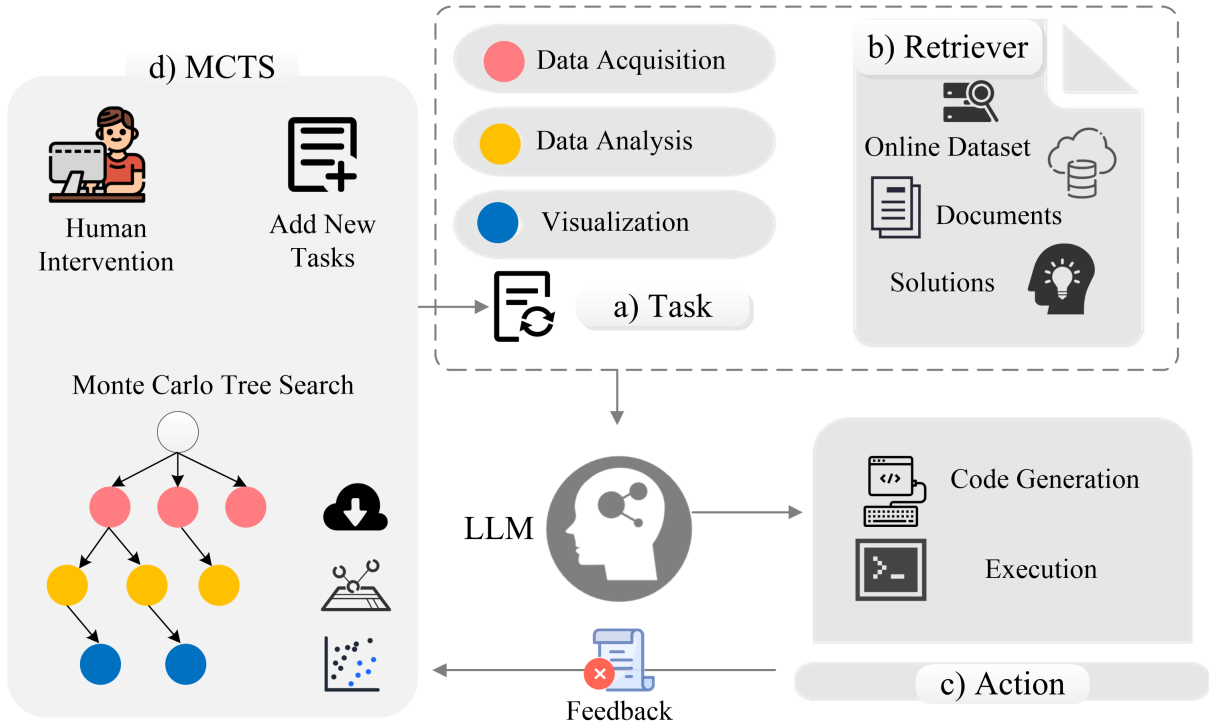 d) MCTS
Human
Intervention
Add New
Tasks
Monte Carlo Tree Search
Data Acquisition
Data Analysis
Visualization
a) Task
b) Retriever
Online Dataset
Documents
Solutions
LLM
</>
Code Generation
>_
Execution
c) Action
Feedback